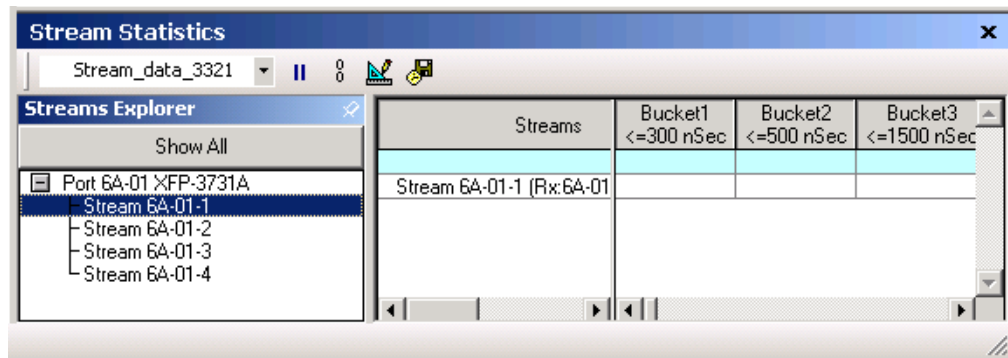 Stream Statistics
Stream_data_3321
Streams Explorer
Show All
Port 6A-01 XFP-3731A
Stream 6A-01-1
Stream 6A-01-2
Stream 6A-01-3
Stream 6A-01-4
Streams
Bucket1
<=300 nSec
Bucket2
<=500 nSec
Bucket3
<=1500 nSec
Stream 6A-01-1 (Rx:6A-01